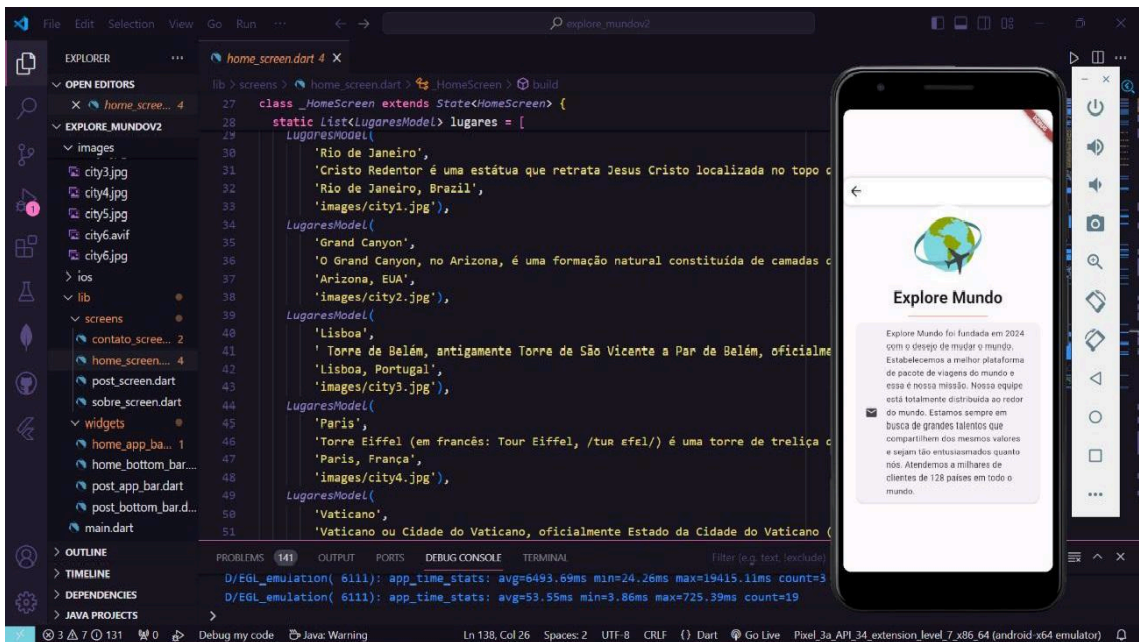 File Edit Selection View Go Run ··· explore_mundov2
EXPLORER ···
OPEN EDITORS
home_scree... 4
EXPLORE_MUNDOV2
images
city3.jpg
city4.jpg
city5.jpg
city6.avif
city6.jpg
ios
lib
screens
contato_scree... 2
home_screen.... 4
post_screen.dart
sobre_screen.dart
widgets
home_app_ba... 1
home_bottom_bar....
post_app_bar.dart
post_bottom_bar.d...
main.dart
OUTLINE
TIMELINE
DEPENDENCIES
JAVA PROJECTS
1
home_screen.dart 4 X
lib > screens > home_screen.dart > _HomeScreen > build
27 class _HomeScreen extends State<HomeScreen> {
28 static List<LugaresModel> lugares = [
29 LugaresModel(
30 'Rio de Janeiro',
31 'Cristo Redentor é uma estátua que retrata Jesus Cristo localizada no topo
32 'Rio de Janeiro, Brazil',
33 'images/city1.jpg'),
34 LugaresModel(
35 'Grand Canyon',
36 'O Grand Canyon, no Arizona, é uma formação natural constituída de camadas
37 'Arizona, EUA',
38 'images/city2.jpg'),
39 LugaresModel(
40 'Lisboa',
41 ' Torre de Belém, antigamente Torre de São Vicente a Par de Belém, oficialme
42 'Lisboa, Portugal',
43 'images/city3.jpg'),
44 LugaresModel(
45 'Paris',
46 'Torre Eiffel (em francês: Tour Eiffel, /tuʀ ɛfɛl/) é uma torre de treliça
47 'Paris, França',
48 'images/city4.jpg'),
49 LugaresModel(
50 'Vaticano',
51 'Vaticano ou Cidade do Vaticano, oficialmente Estado da Cidade do Vaticano (
PROBLEMS 141 OUTPUT PORTS DEBUG CONSOLE TERMINAL Filter (e.g. text, !exclude)
D/EGL_emulation( 6111): app_time_stats: avg=6493.69ms min=24.26ms max=19415.11ms count=3
D/EGL_emulation( 6111): app_time_stats: avg=53.55ms min=3.86ms max=725.39ms count=19
DEBUG
Explore Mundo
Explore Mundo foi fundada em 2024
com o desejo de mudar o mundo.
Estabelecemos a melhor plataforma
de pacote de viagens do mundo e
essa é nossa missão. Nossa equipe
está totalmente distribuída ao redor
do mundo. Estamos sempre em
busca de grandes talentos que
compartilhem dos mesmos valores
e sejam tão entusiasmados quanto
nós. Atendemos a milhares de
clientes de 128 países em todo o
mundo.
3 7 131 0 Debug my code Java: Warning Ln 138, Col 26 Spaces: 2 UTF-8 CRLF {} Dart Go Live Pixel_3a_API_34_extension_level_7_x86_64 (android-x64 emulator)